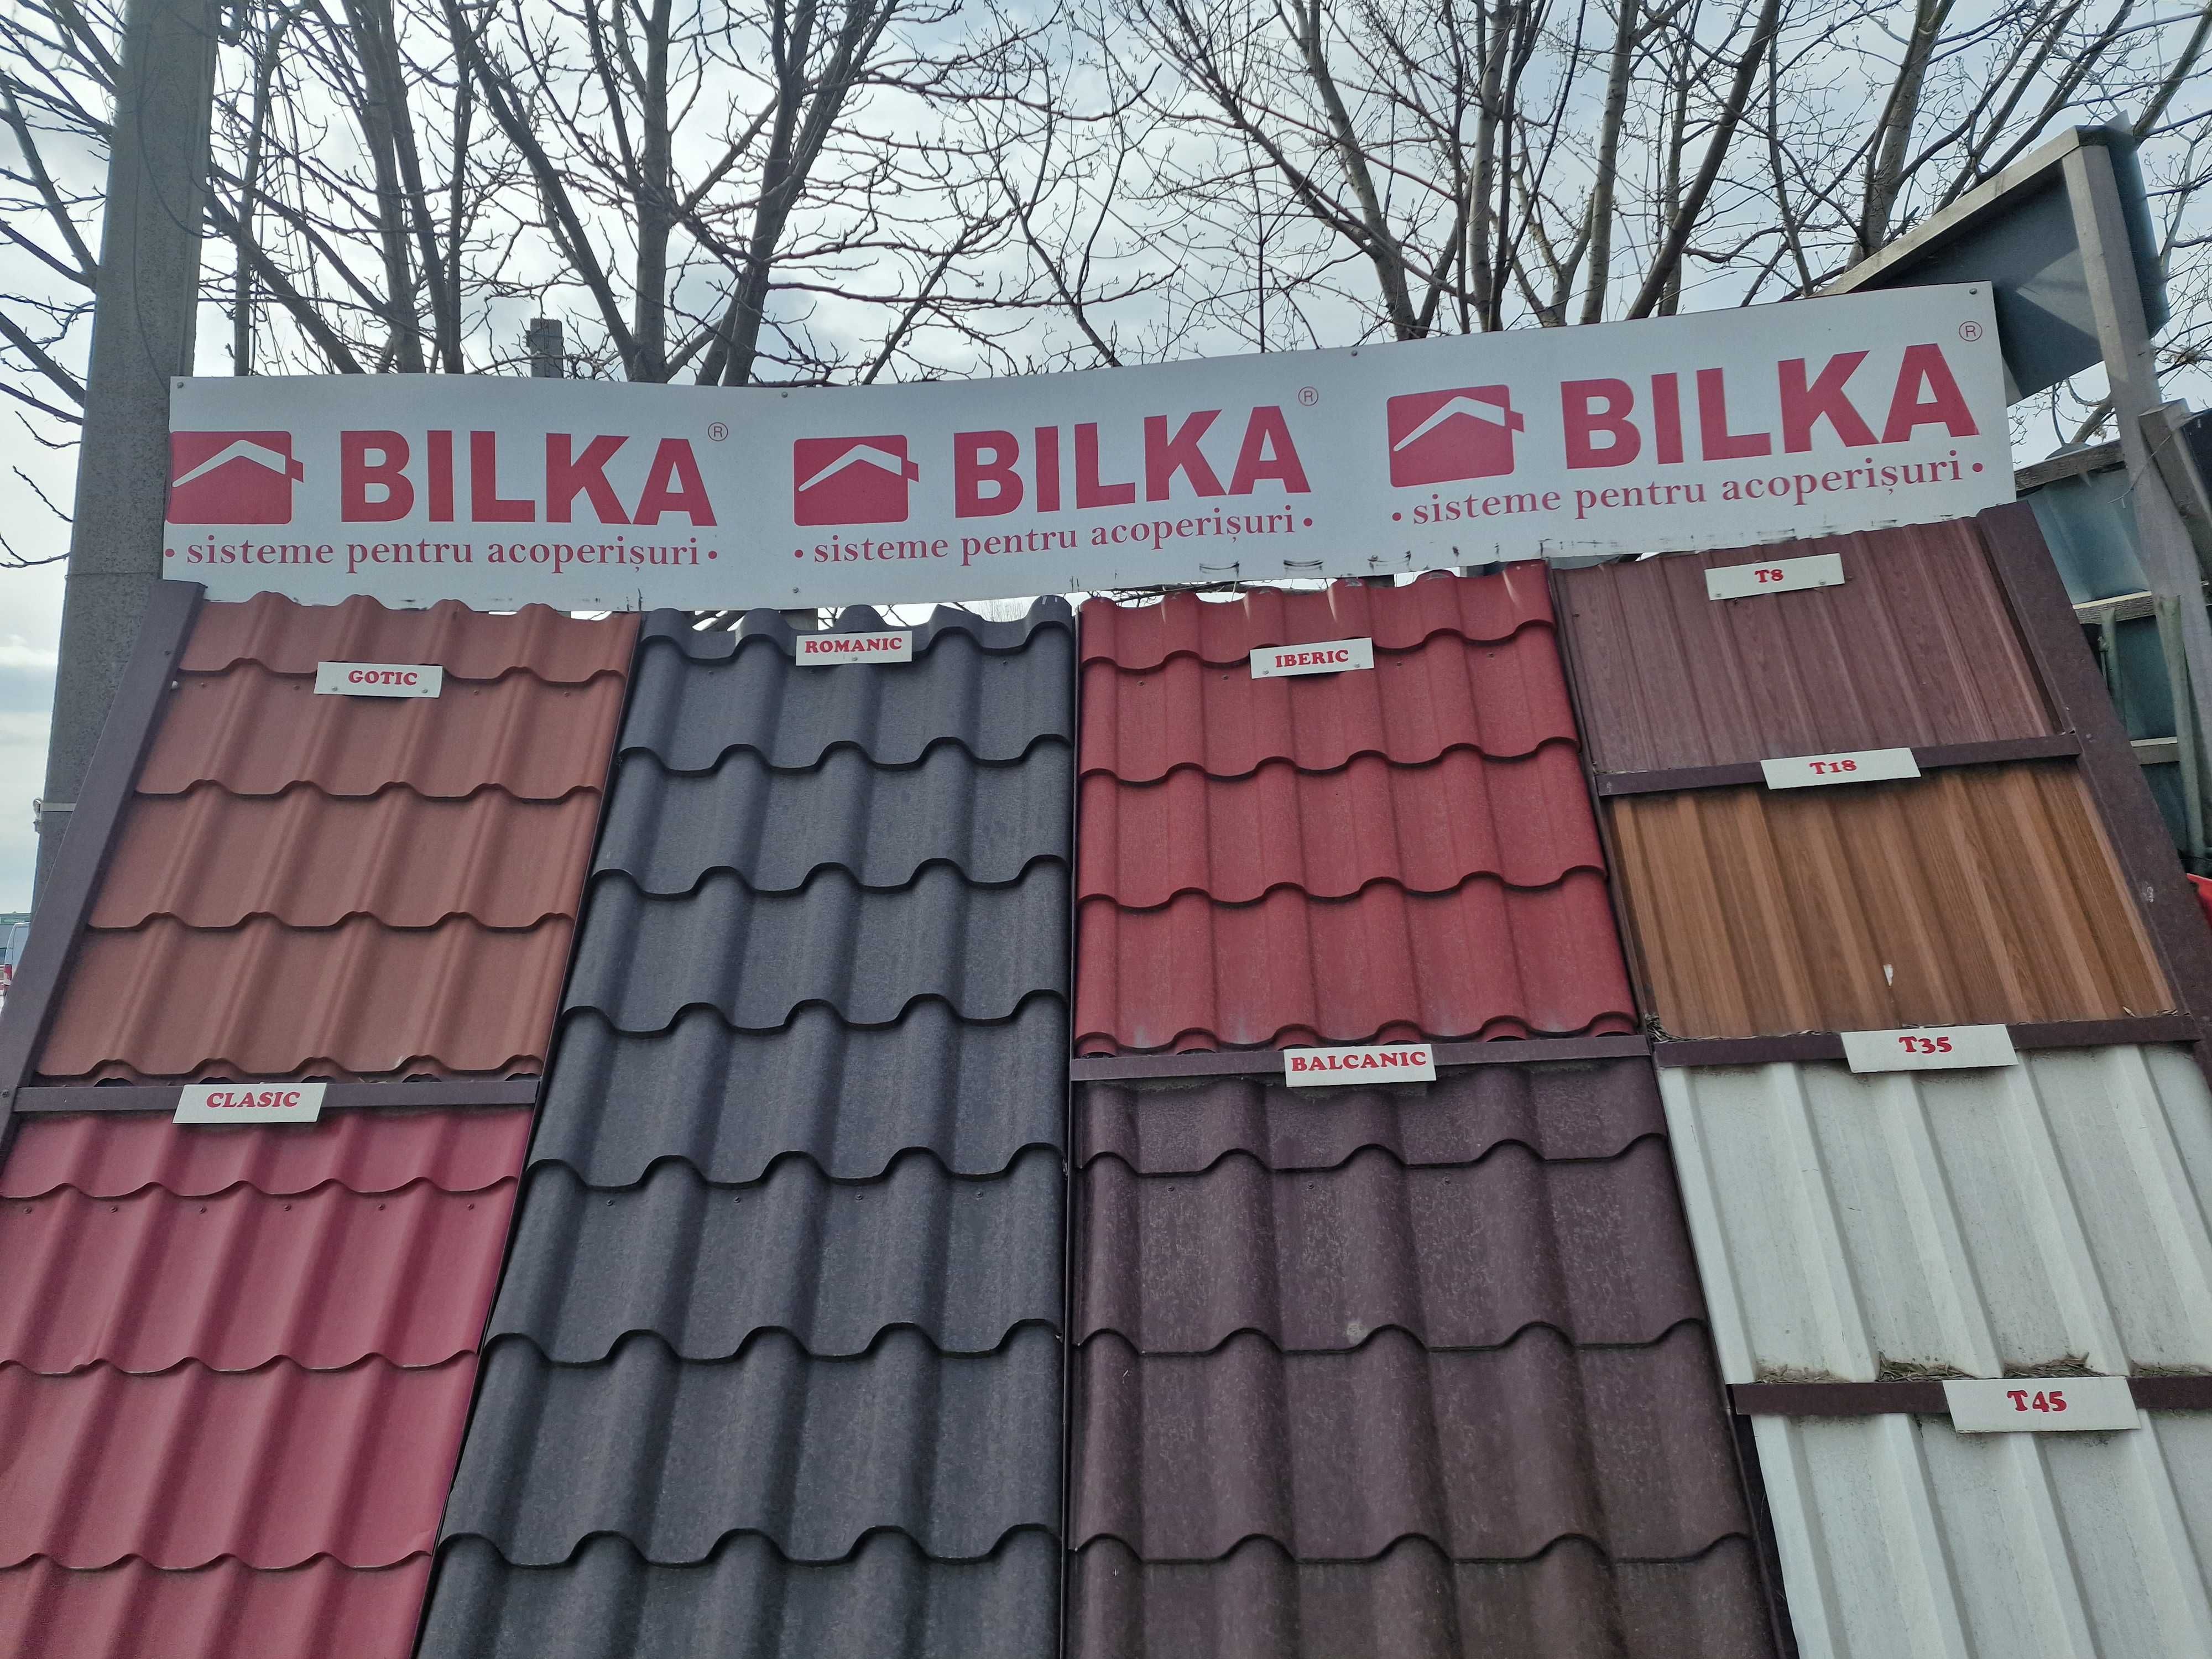 BILKA®
• sisteme pentru acoperișuri •
BILKA®
• sisteme pentru acoperișuri •
BILKA®
• sisteme pentru acoperișuri •
GOTIC
ROMANIC
IBERIC
T8
T18
CLASIC
BALCANIC
T35
T45